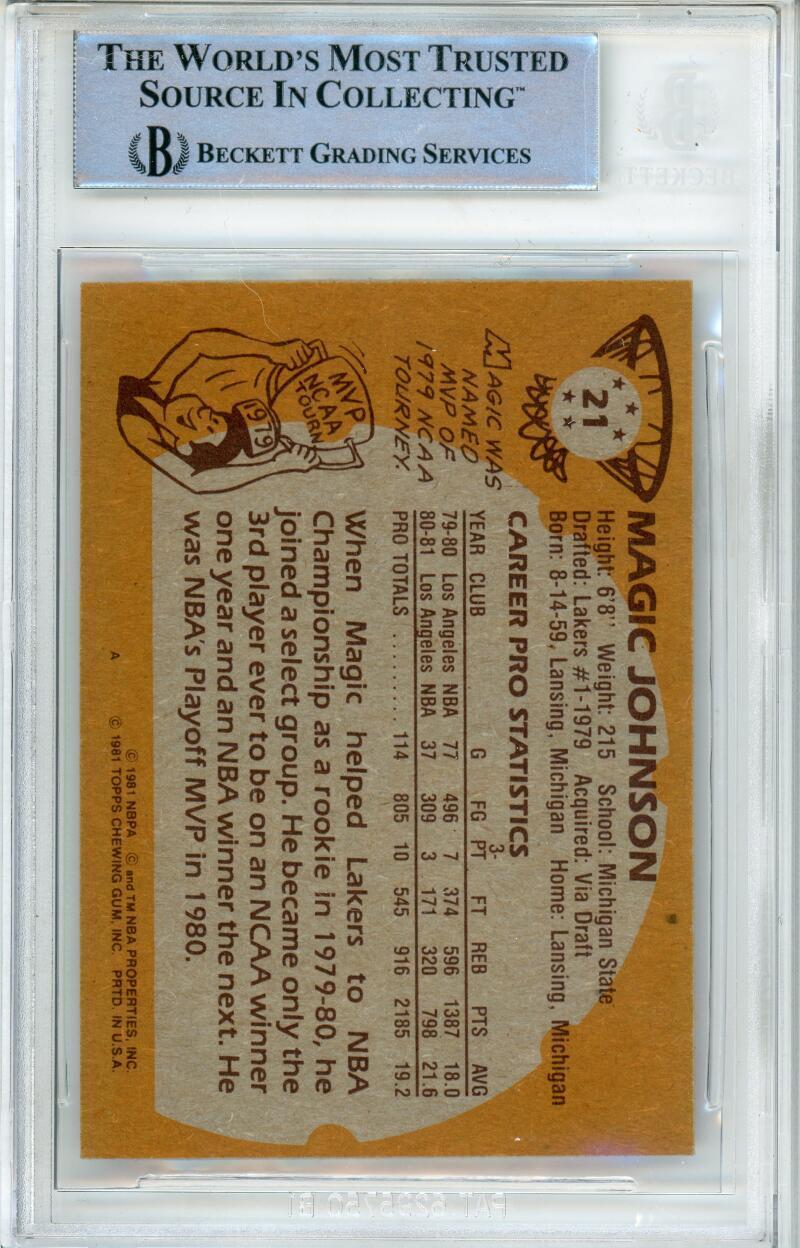 THE WORLD'S MOST TRUSTED
SOURCE IN COLLECTING™
B BECKETT GRADING SERVICES
BECKETT
21
MAGIC JOHNSON
Height: 6'8'' Weight: 215 School: Michigan State
Drafted: Lakers #1-1979 Acquired: Via Draft
Born: 8-14-59, Lansing, Michigan Home: Lansing, Michigan
CAREER PRO STATISTICS
YEAR CLUB G FG 3-PT FT REB PTS AVG
79-80 Los Angeles NBA 77 496 7 374 596 1387 18.0
80-81 Los Angeles NBA 37 309 3 171 320 798 21.6
PRO TOTALS ......... 114 805 10 545 916 2185 19.2
MAGIC WAS
NAMED
MVP OF
1979 NCAA
TOURNEY.
MVP
NCAA
TOURN
1979
When Magic helped Lakers to NBA
Championship as a rookie in 1979-80, he
joined a select group. He became only the
3rd player ever to be on an NCAA winner
one year and an NBA winner the next. He
was NBA's Playoff MVP in 1980.
© 1981 NBPA © and TM NBA PROPERTIES, INC.
A © 1981 TOPPS CHEWING GUM, INC. PRTD. IN U.S.A.